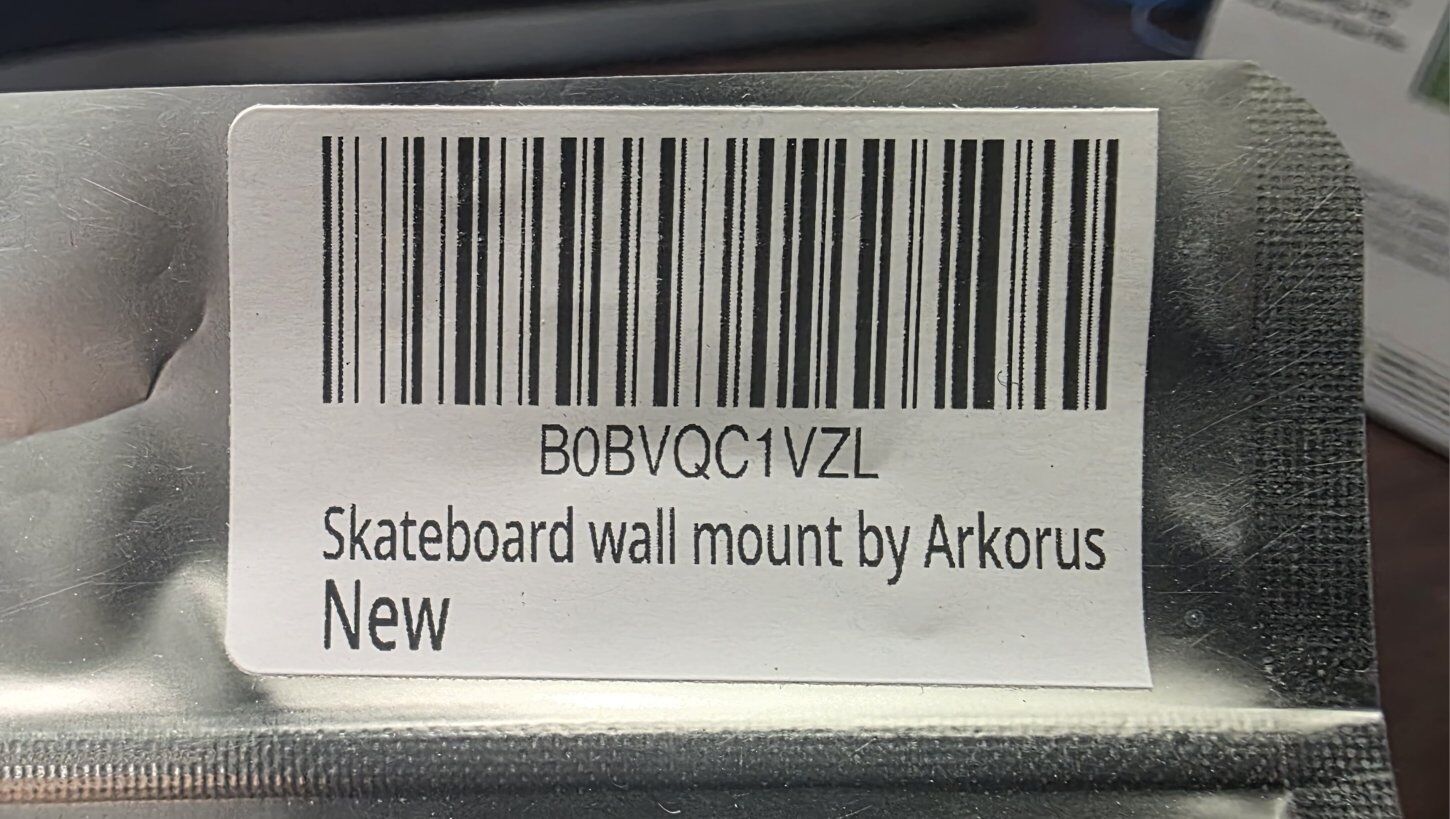 B0BVQC1VZL
Skateboard wall mount by Arkorus
New